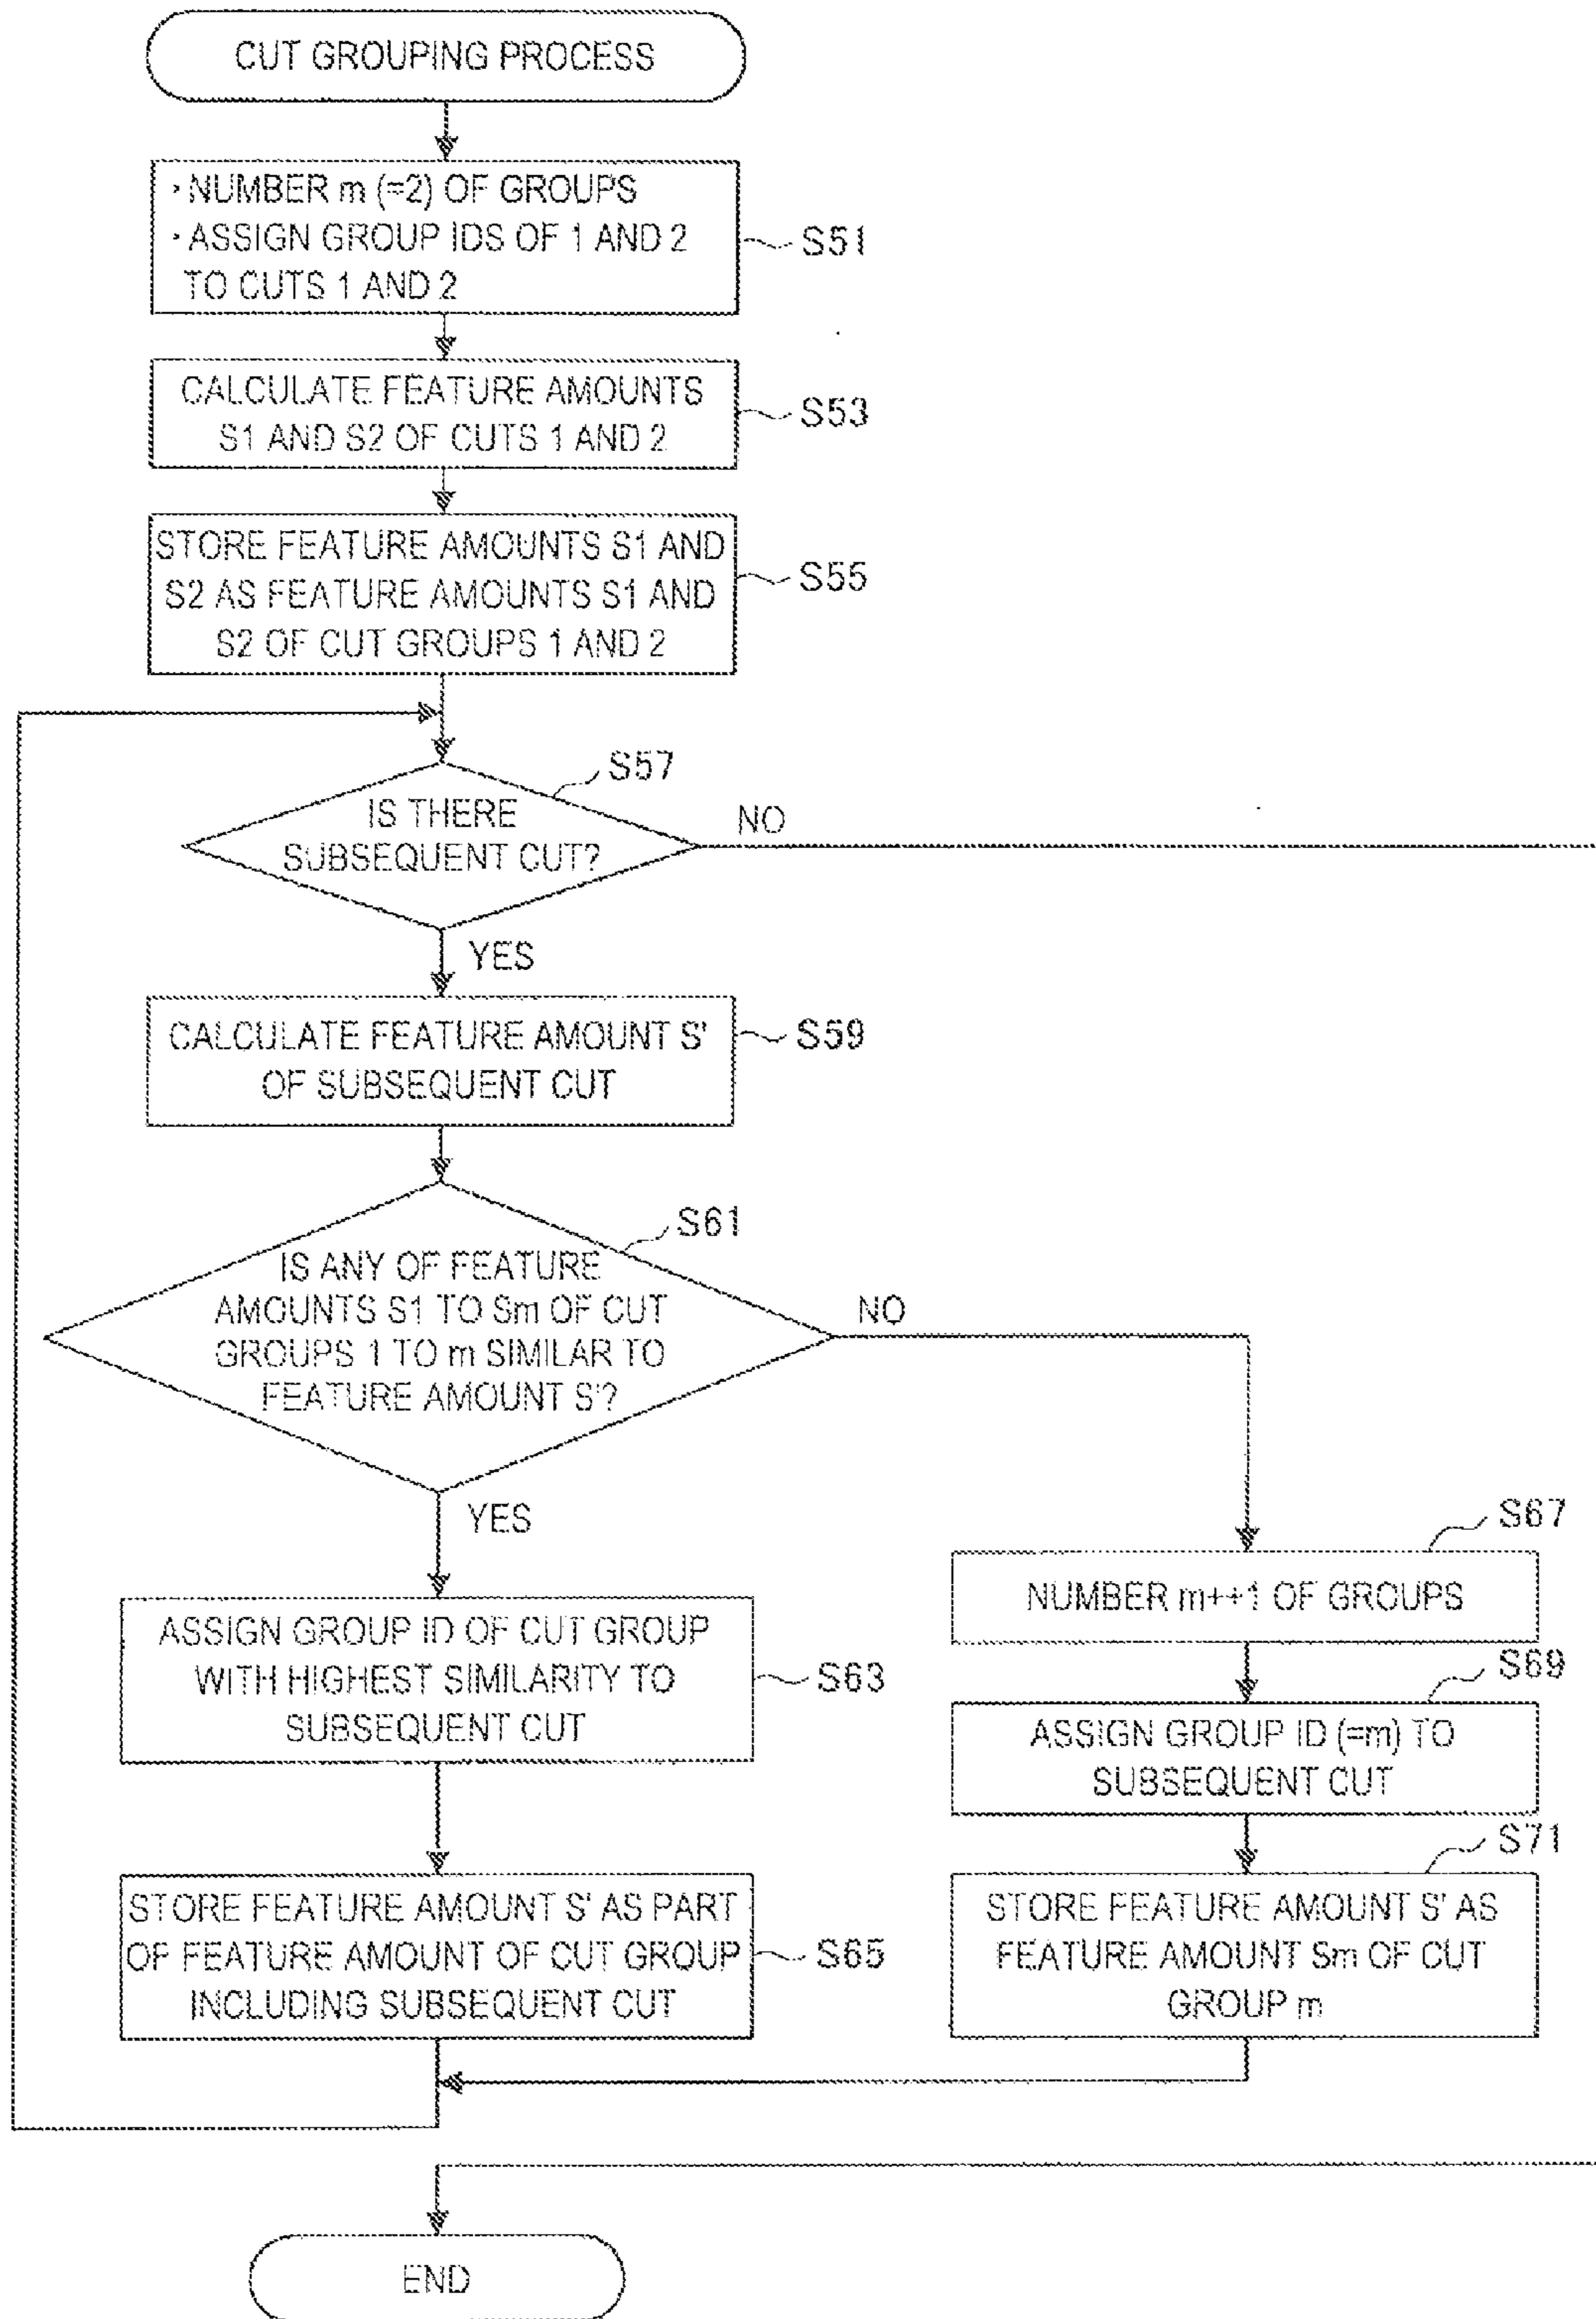 CUT GROUPING PROCESS
· NUMBER m (=2) OF GROUPS
· ASSIGN GROUP IDS OF 1 AND 2
TO CUTS 1 AND 2
S51
CALCULATE FEATURE AMOUNTS
S1 AND S2 OF CUTS 1 AND 2
S53
STORE FEATURE AMOUNTS S1 AND
S2 AS FEATURE AMOUNTS S1 AND
S2 OF CUT GROUPS 1 AND 2
S55
S57
IS THERE
SUBSEQUENT CUT?
NO
YES
CALCULATE FEATURE AMOUNT S'
OF SUBSEQUENT CUT
S59
S61
IS ANY OF FEATURE
AMOUNTS S1 TO Sm OF CUT
GROUPS 1 TO m SIMILAR TO
FEATURE AMOUNT S'?
NO
YES
ASSIGN GROUP ID OF CUT GROUP
WITH HIGHEST SIMILARITY TO
SUBSEQUENT CUT
S63
STORE FEATURE AMOUNT S' AS PART
OF FEATURE AMOUNT OF CUT GROUP
INCLUDING SUBSEQUENT CUT
S65
S67
NUMBER m++1 OF GROUPS
S69
ASSIGN GROUP ID (=m) TO
SUBSEQUENT CUT
S71
STORE FEATURE AMOUNT S' AS
FEATURE AMOUNT Sm OF CUT
GROUP m
END